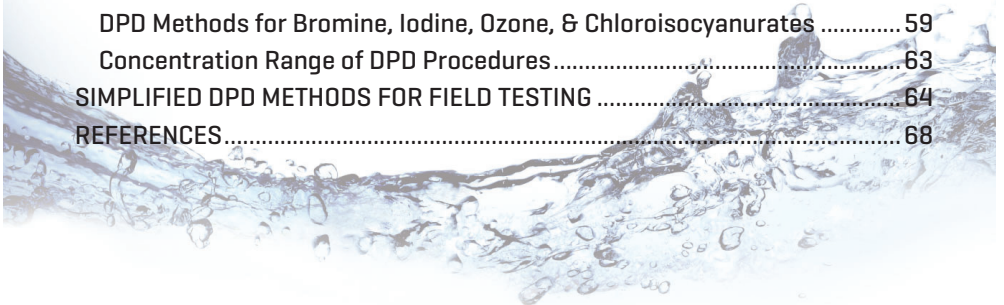 DPD Methods for Bromine, Iodine, Ozone, & Chloroisocyanurates ............. 59
Concentration Range of DPD Procedures....................................................... 63
SIMPLIFIED DPD METHODS FOR FIELD TESTING ................................................ 64
REFERENCES........................................................................................................... 68